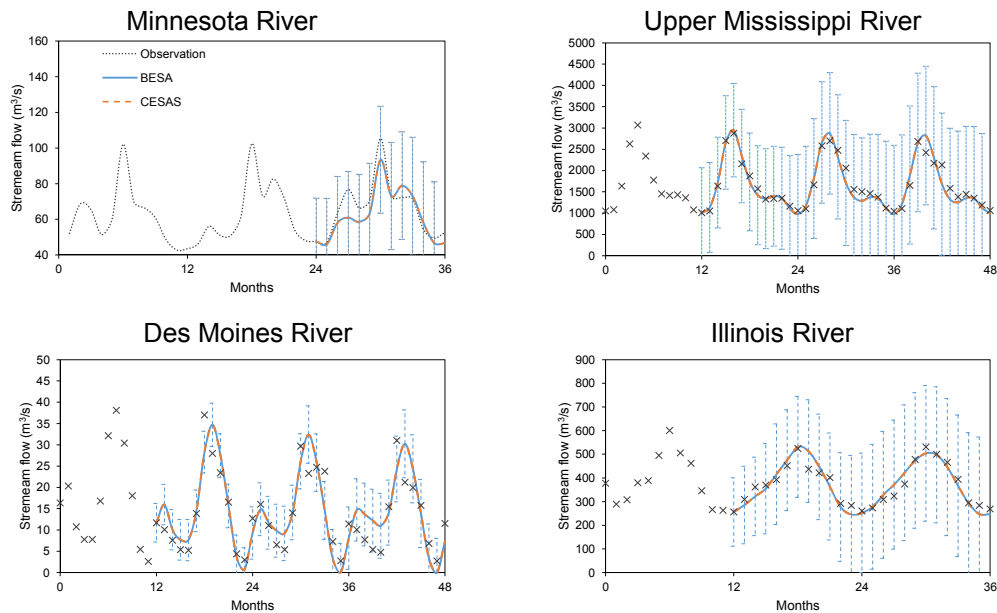 Minnesota River
Stremeam flow (m³/s)
160
140
120
100
80
60
40
Observation
BESA
CESAS
0 12 24 36
Months
Upper Mississippi River
Stremeam flow (m³/s)
5000
4500
4000
3500
3000
2500
2000
1500
1000
500
0
0 12 24 36 48
Months
Des Moines River
Stremeam flow (m³/s)
50
45
40
35
30
25
20
15
10
5
0
0 12 24 36 48
Months
Illinois River
Stremeam flow (m³/s)
900
800
700
600
500
400
300
200
100
0
0 12 24 36
Months